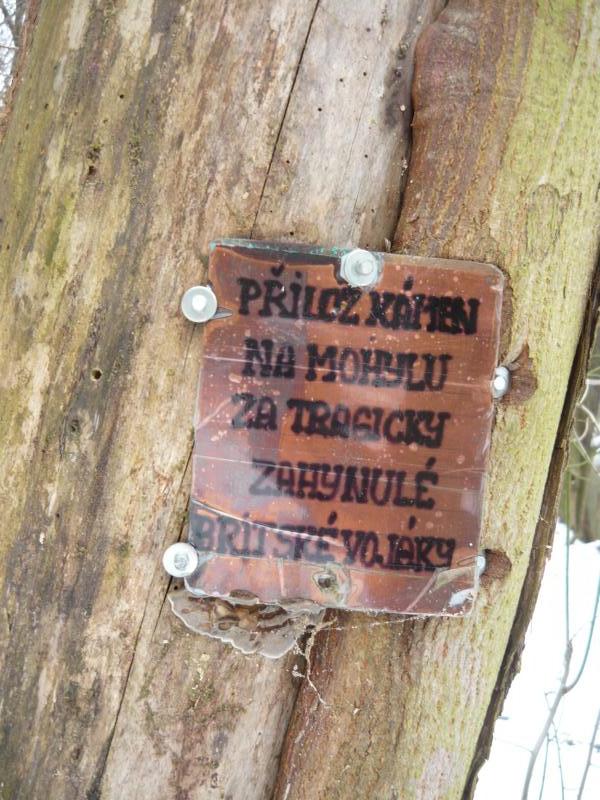 PŘILOŽ KÁMEN
NA MOHYLU
ZA TRAGICKY
ZAHYNULÉ
BRITSKÉ VOJÁKY